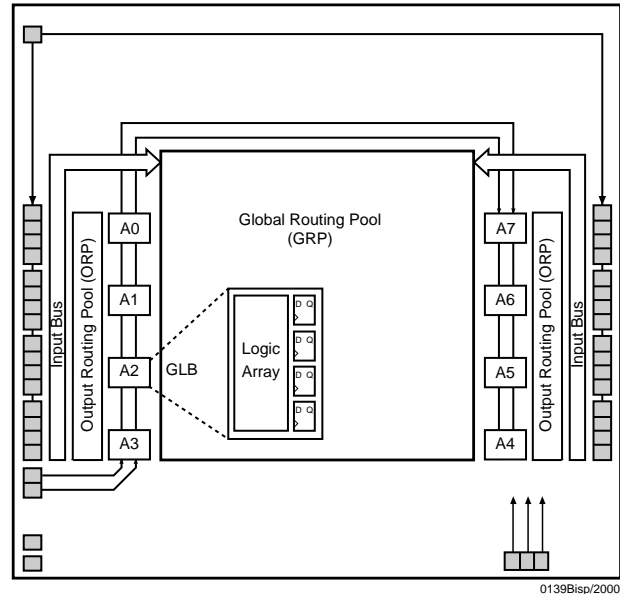 Global Routing Pool
(GRP)
A0
A1
A2
A3
A7
A6
A5
A4
Input Bus
Output Routing Pool (ORP)
Output Routing Pool (ORP)
Input Bus
GLB
Logic
Array
D Q
D Q
D Q
D Q
0139Bisp/2000